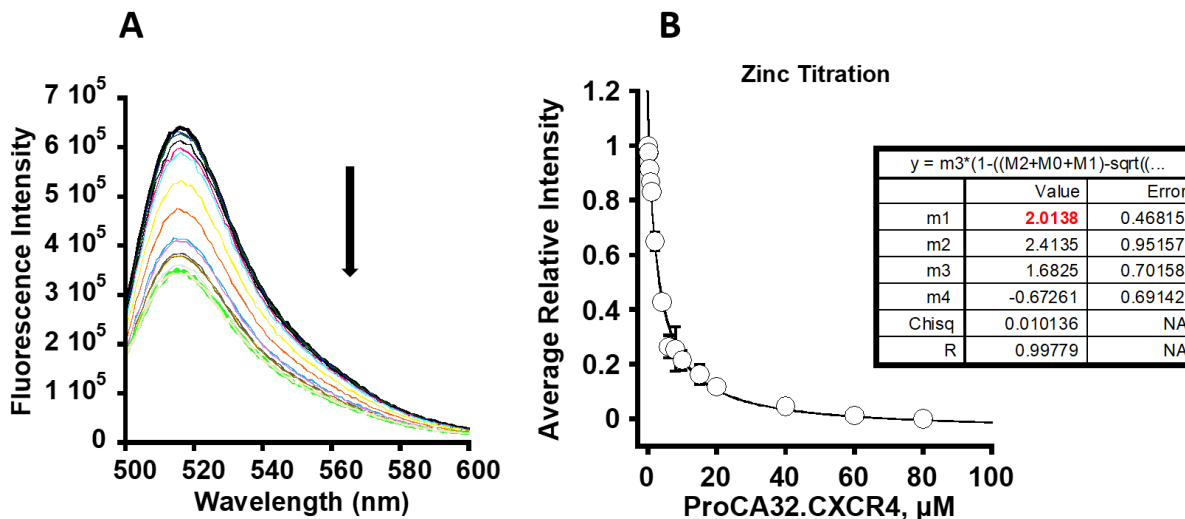 A
Fluorescence Intensity
7 10⁵
6 10⁵
5 10⁵
4 10⁵
3 10⁵
2 10⁵
1 10⁵
0
500 520 540 560 580 600
Wavelength (nm)
B
Zinc Titration
Average Relative Intensity
1.2
1
0.8
0.6
0.4
0.2
0
0 20 40 60 80 100
ProCA32.CXCR4, µM
y = m3*(1-((M2+M0+M1)-sqrt((...
Value Error
m1 2.0138 0.46815
m2 2.4135 0.95157
m3 1.6825 0.70158
m4 -0.67261 0.69142
Chisq 0.010136 NA
R 0.99779 NA